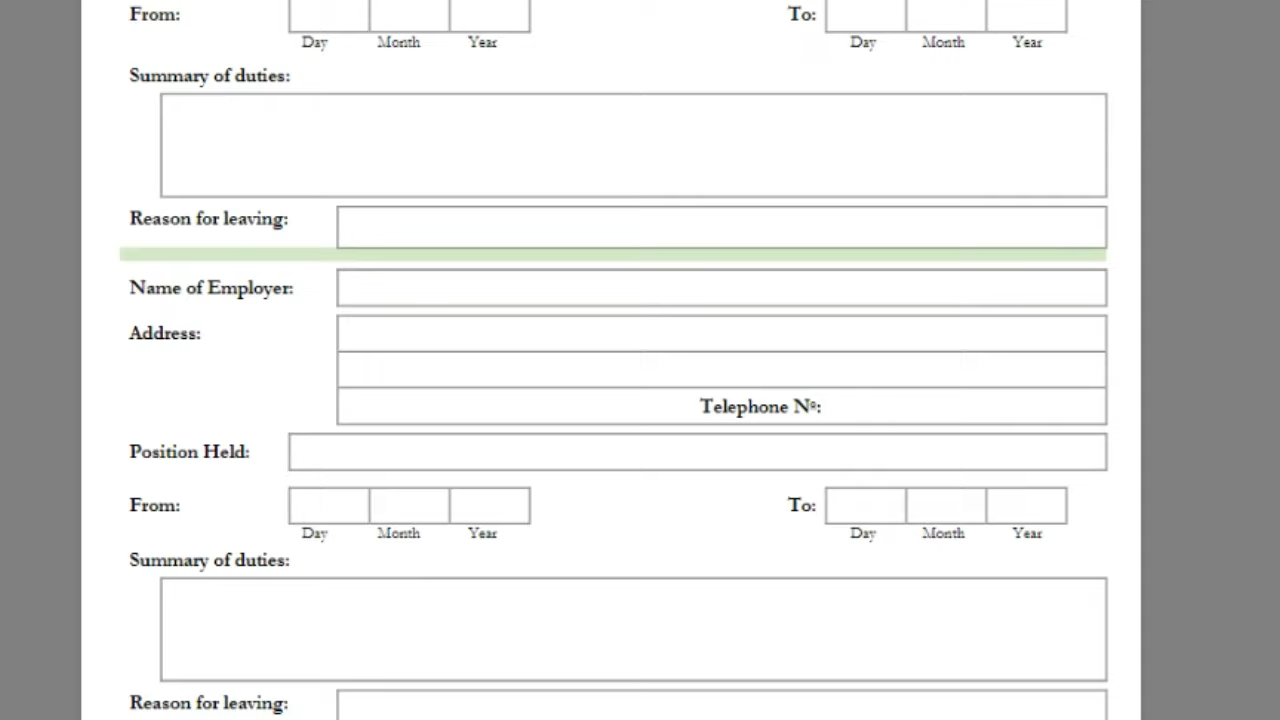 From: To:
Day Month Year Day Month Year
Summary of duties:
Reason for leaving:
Name of Employer:
Address:
Telephone Nº:
Position Held:
From: To:
Day Month Year Day Month Year
Summary of duties:
Reason for leaving: